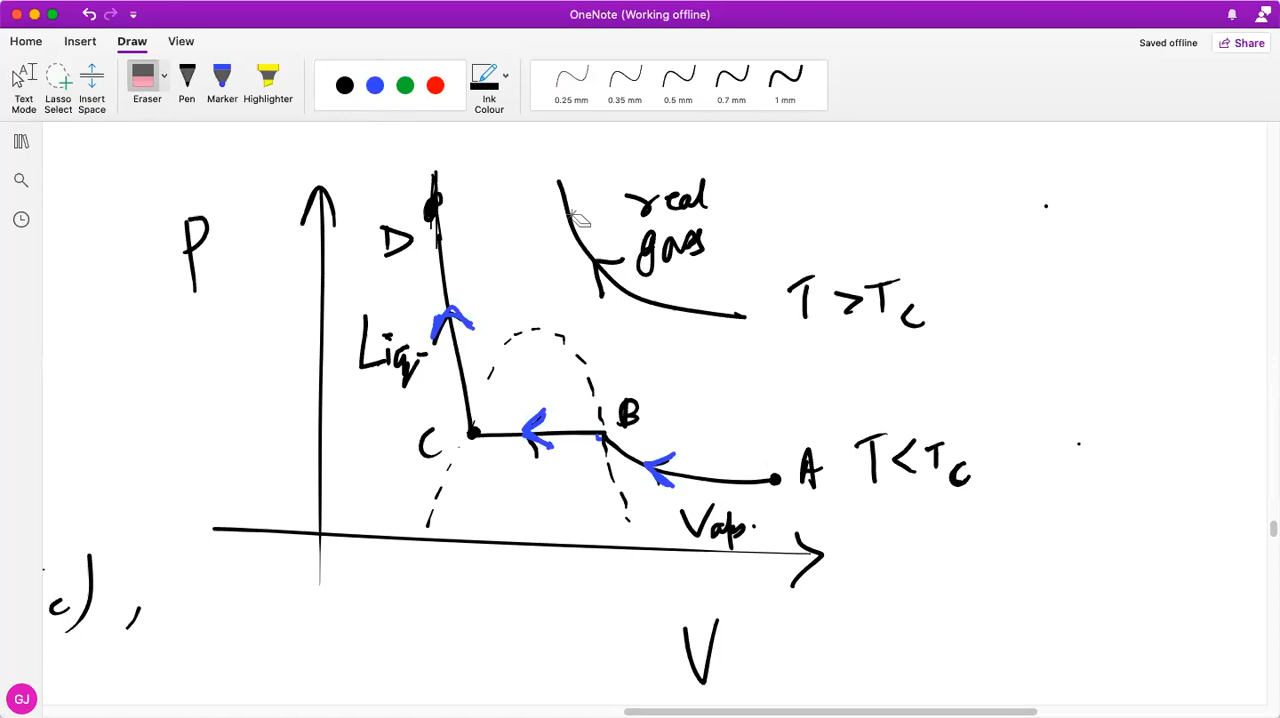 OneNote (Working offline)
Home Insert Draw View
Saved offline
Share
Text Mode
Lasso Select
Insert Space
Eraser
Pen
Marker
Highlighter
Ink Colour
0.25 mm
0.35 mm
0.5 mm
0.7 mm
1 mm
P
D
real
gas
T > Tc
Liq.
B
C
A
T < Tc
Vap.
c) ,
V
GJ